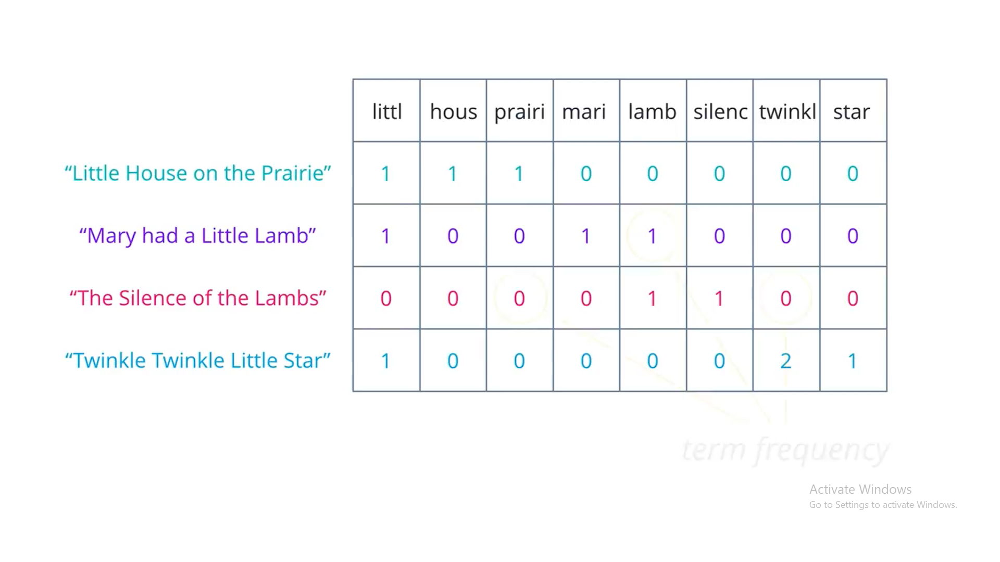 littl hous prairi mari lamb silenc twinkl star
“Little House on the Prairie” 1 1 1 0 0 0 0 0
“Mary had a Little Lamb” 1 0 0 1 1 0 0 0
“The Silence of the Lambs” 0 0 0 0 1 1 0 0
“Twinkle Twinkle Little Star” 1 0 0 0 0 0 2 1
term frequency
Activate Windows
Go to Settings to activate Windows.